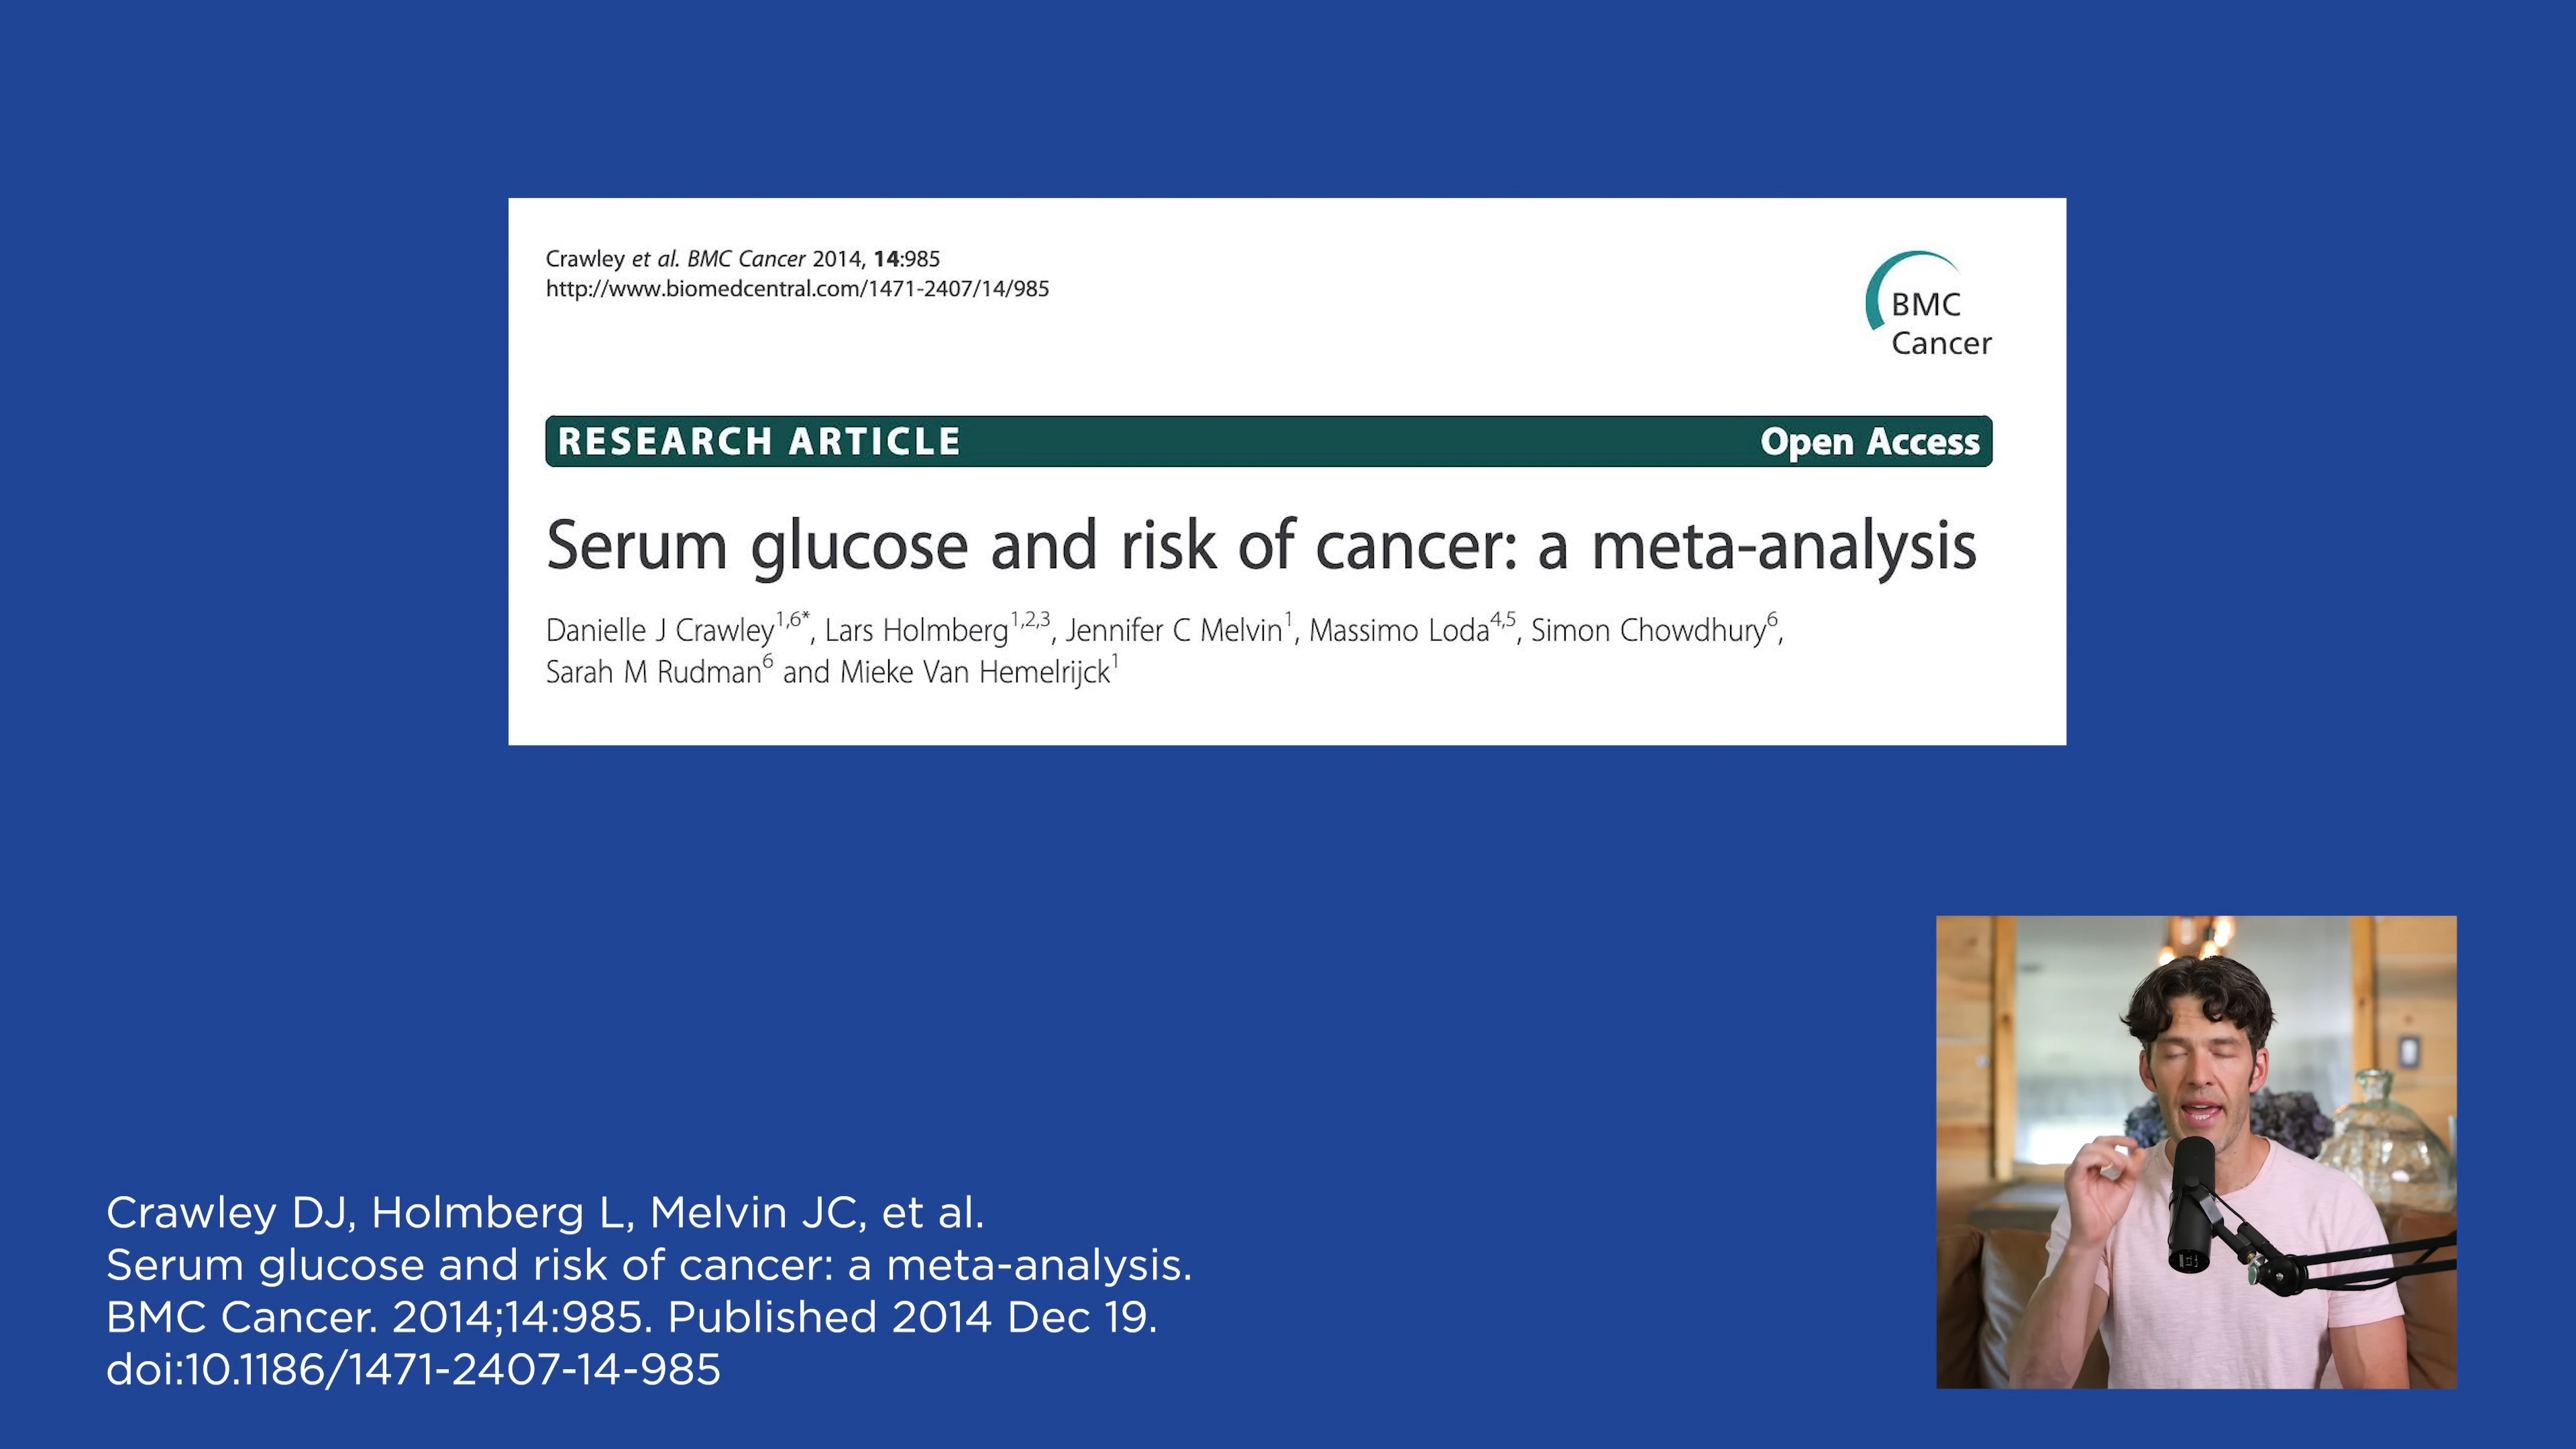 Crawley et al. BMC Cancer 2014, 14:985
http://www.biomedcentral.com/1471-2407/14/985
BMC
Cancer
RESEARCH ARTICLE Open Access
Serum glucose and risk of cancer: a meta-analysis
Danielle J Crawley1,6*, Lars Holmberg1,2,3, Jennifer C Melvin1, Massimo Loda4,5, Simon Chowdhury6,
Sarah M Rudman6 and Mieke Van Hemelrijck1
Crawley DJ, Holmberg L, Melvin JC, et al.
Serum glucose and risk of cancer: a meta-analysis.
BMC Cancer. 2014;14:985. Published 2014 Dec 19.
doi:10.1186/1471-2407-14-985